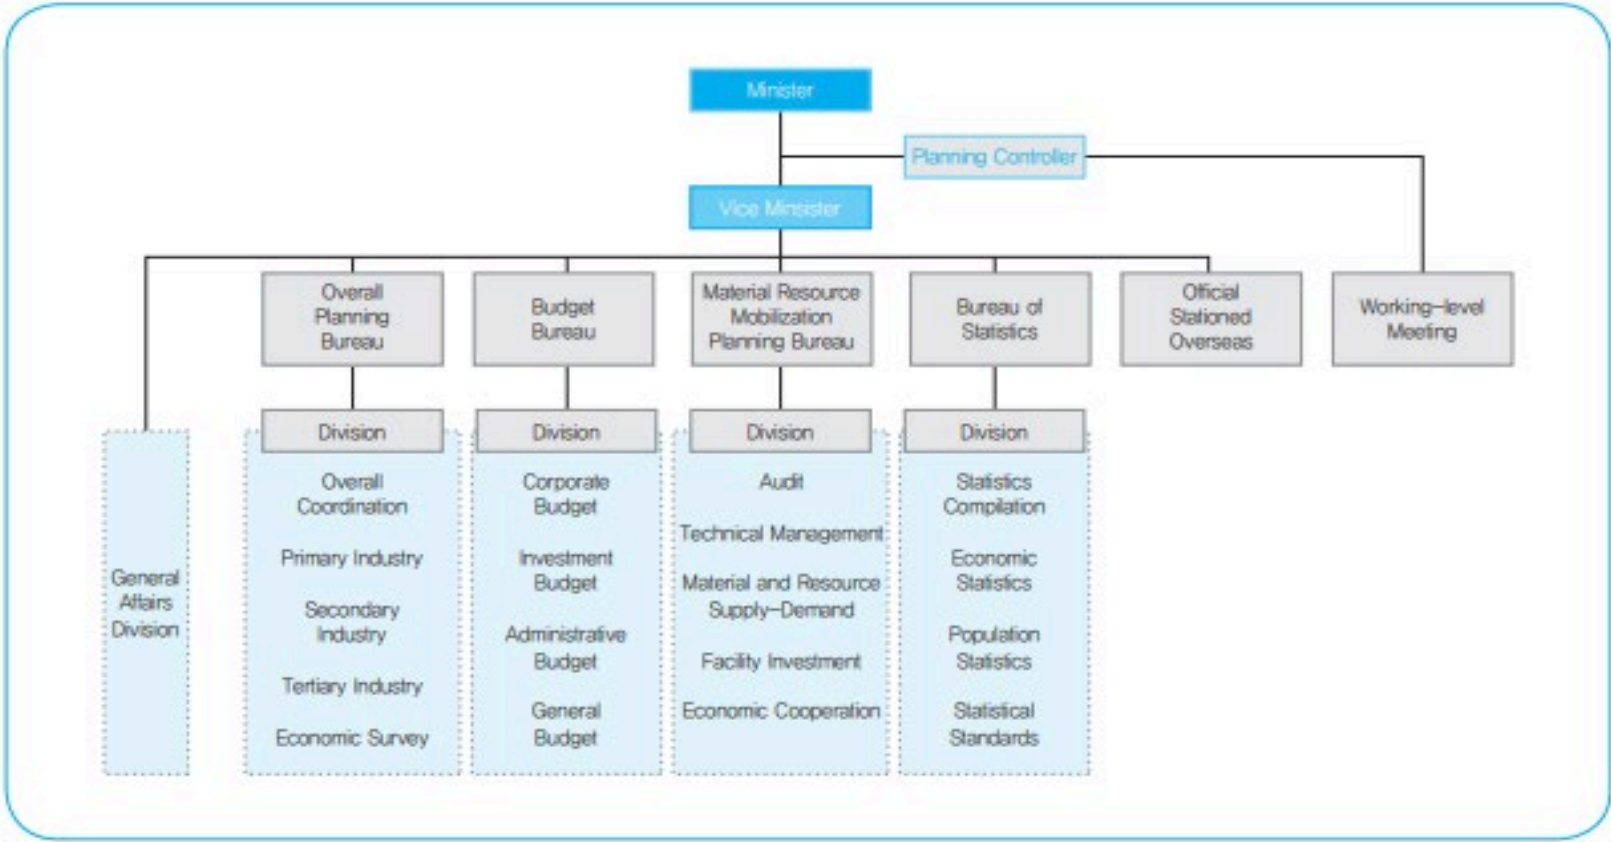 Minister
Planning Controller
Vice Minsister
Overall
Planning
Bureau
Budget
Bureau
Material Resource
Mobilization
Planning Bureau
Bureau of
Statistics
Official
Stationed
Overseas
Working-level
Meeting
General
Affairs
Division
Division
Overall
Coordination
Primary Industry
Secondary
Industry
Tertiary Industry
Economic Survey
Division
Corporate
Budget
Investment
Budget
Administrative
Budget
General
Budget
Division
Audit
Technical Management
Material and Resource
Supply-Demand
Facility Investment
Economic Cooperation
Division
Statistics
Compilation
Economic
Statistics
Population
Statistics
Statistical
Standards